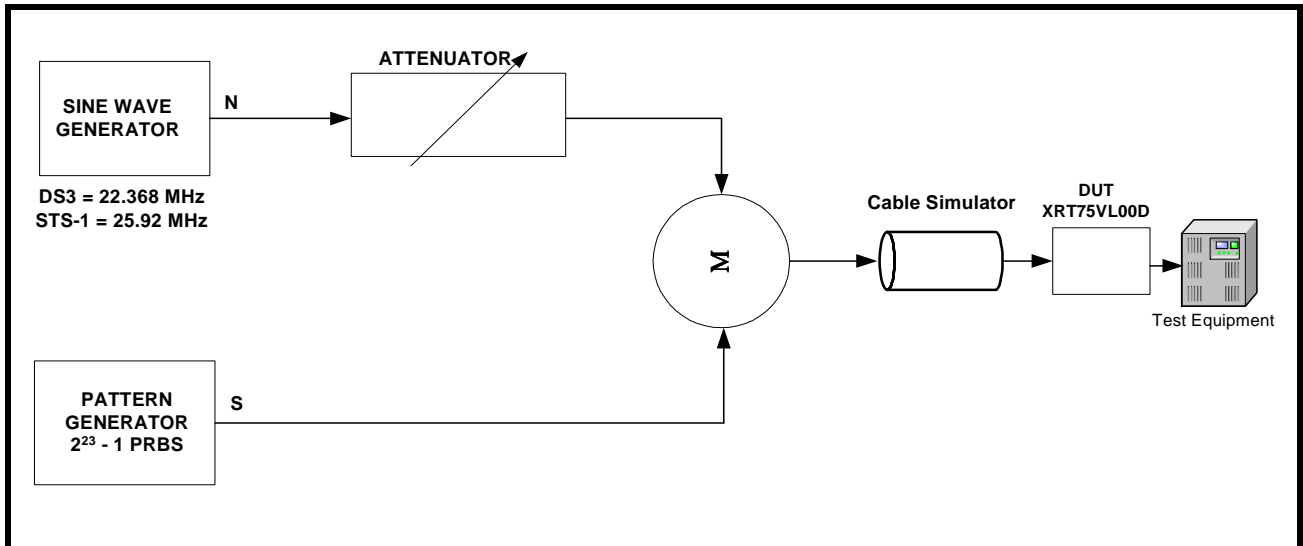 ATTENUATOR
SINE WAVE
GENERATOR
N
DS3 = 22.368 MHz
STS-1 = 25.92 MHz
M
Cable Simulator
DUT
XRT75VL00D
Test Equipment
PATTERN
GENERATOR
2²³ - 1 PRBS
S